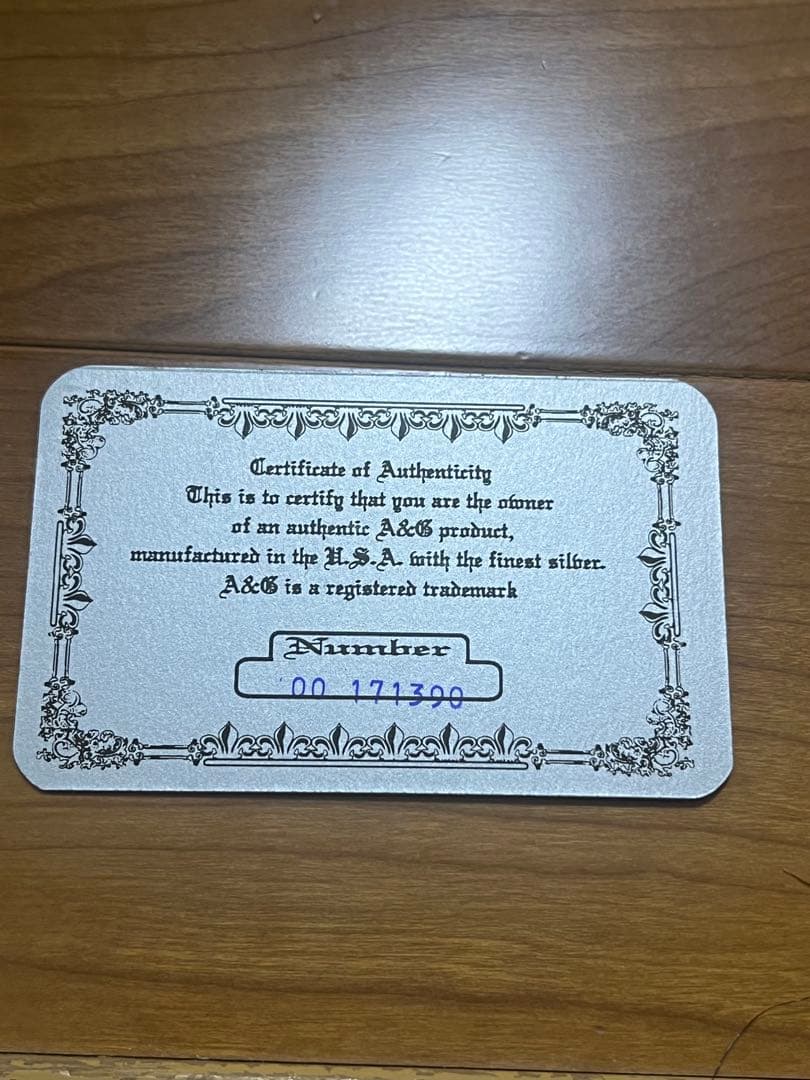 Certificate of Authenticity
This is to certify that you are the owner
of an authentic A&G product,
manufactured in the U.S.A. with the finest silver.
A&G is a registered trademark
Number
00 171390